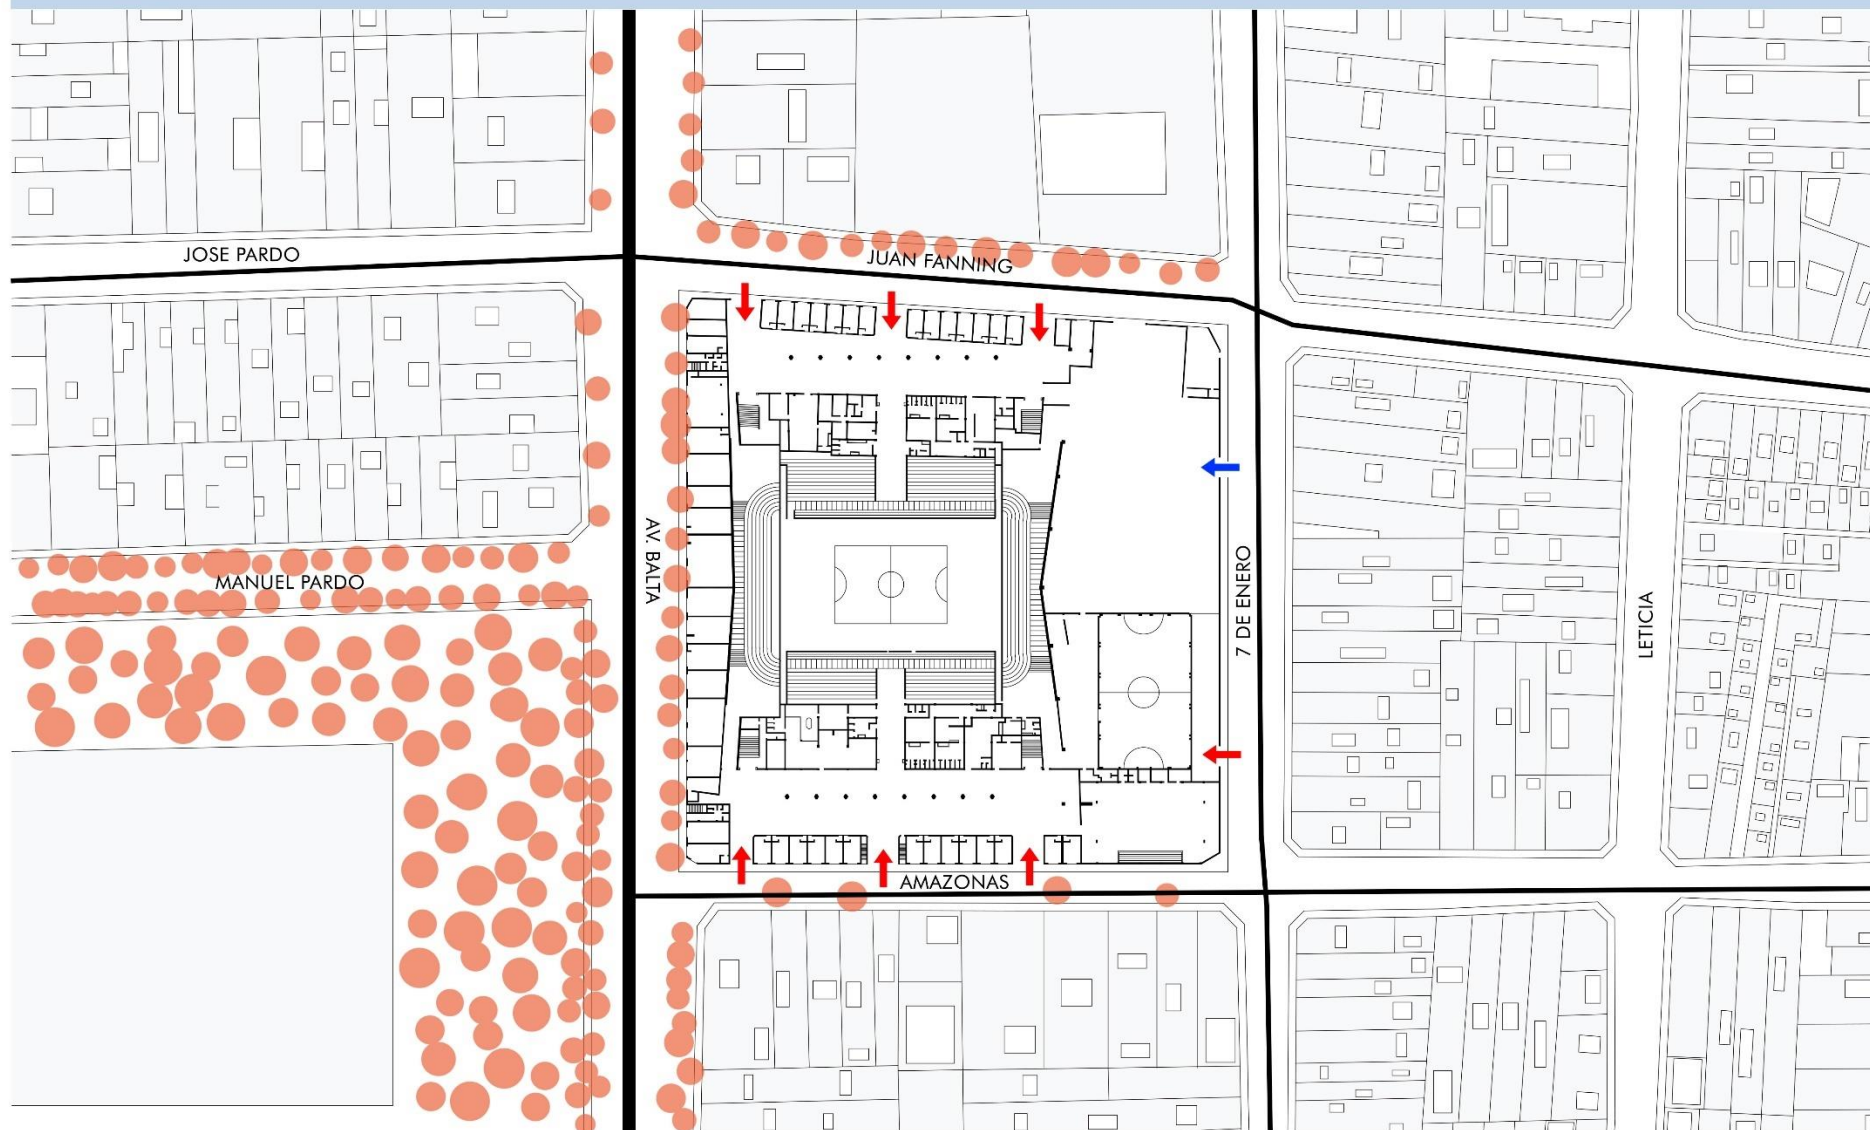 JOSE PARDO
JUAN FANNING
MANUEL PARDO
AV. BALTA
7 DE ENERO
LETICIA
AMAZONAS